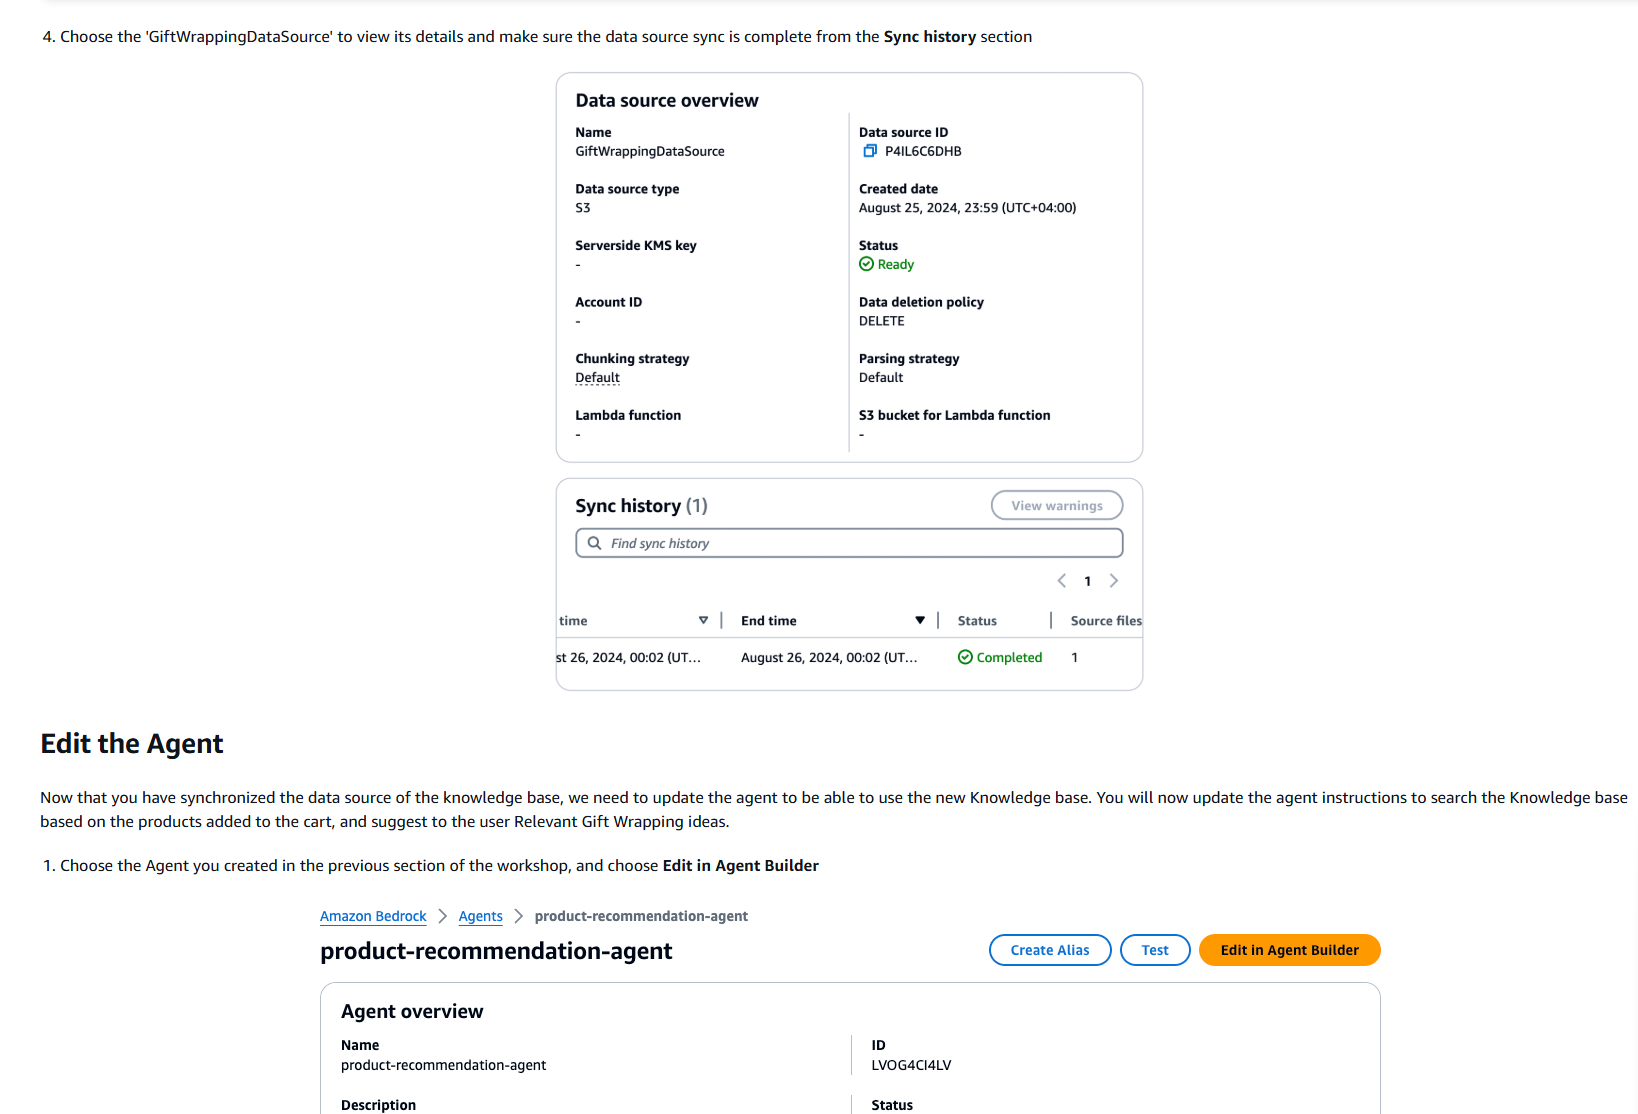 4. Choose the 'GiftWrappingDataSource' to view its details and make sure the data source sync is complete from the Sync history section
Data source overview
Name
GiftWrappingDataSource
Data source ID
P4IL6C6DHB
Data source type
S3
Created date
August 25, 2024, 23:59 (UTC+04:00)
Serverside KMS key
-
Status
Ready
Account ID
-
Data deletion policy
DELETE
Chunking strategy
Default
Parsing strategy
Default
Lambda function
-
S3 bucket for Lambda function
-
Sync history (1)
View warnings
Find sync history
1
time
End time
Status
Source files
st 26, 2024, 00:02 (UT...
August 26, 2024, 00:02 (UT...
Completed
1
Edit the Agent
Now that you have synchronized the data source of the knowledge base, we need to update the agent to be able to use the new Knowledge base. You will now update the agent instructions to search the Knowledge base
based on the products added to the cart, and suggest to the user Relevant Gift Wrapping ideas.
1. Choose the Agent you created in the previous section of the workshop, and choose Edit in Agent Builder
Amazon Bedrock > Agents > product-recommendation-agent
product-recommendation-agent
Create Alias
Test
Edit in Agent Builder
Agent overview
Name
product-recommendation-agent
ID
LVOG4CI4LV
Description
Status